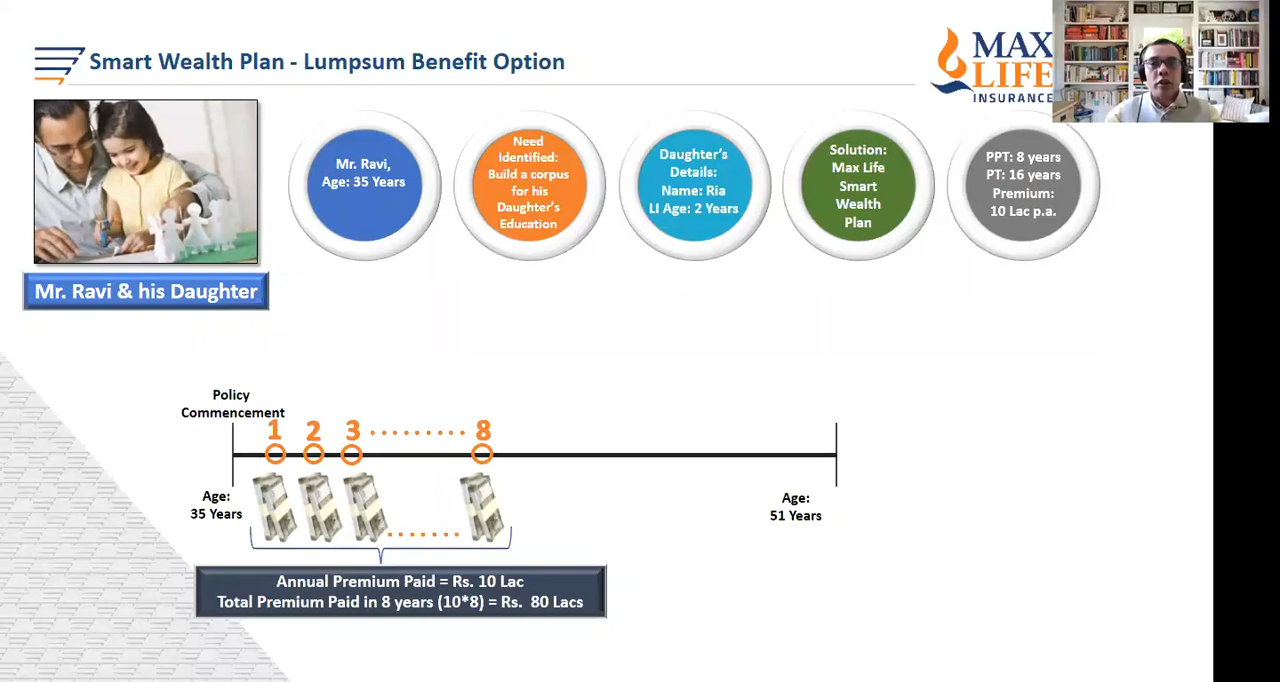 Smart Wealth Plan - Lumpsum Benefit Option
MAX
LIFE
INSURANCE
Mr. Ravi,
Age: 35 Years
Need
Identified:
Build a corpus
for his
Daughter's
Education
Daughter's
Details:
Name: Ria
LI Age: 2 Years
Solution:
Max Life
Smart
Wealth
Plan
PPT: 8 years
PT: 16 years
Premium:
10 Lac p.a.
Mr. Ravi & his Daughter
Policy
Commencement
1 2 3 ......... 8
Age:
35 Years
Age:
51 Years
Annual Premium Paid = Rs. 10 Lac
Total Premium Paid in 8 years (10*8) = Rs. 80 Lacs